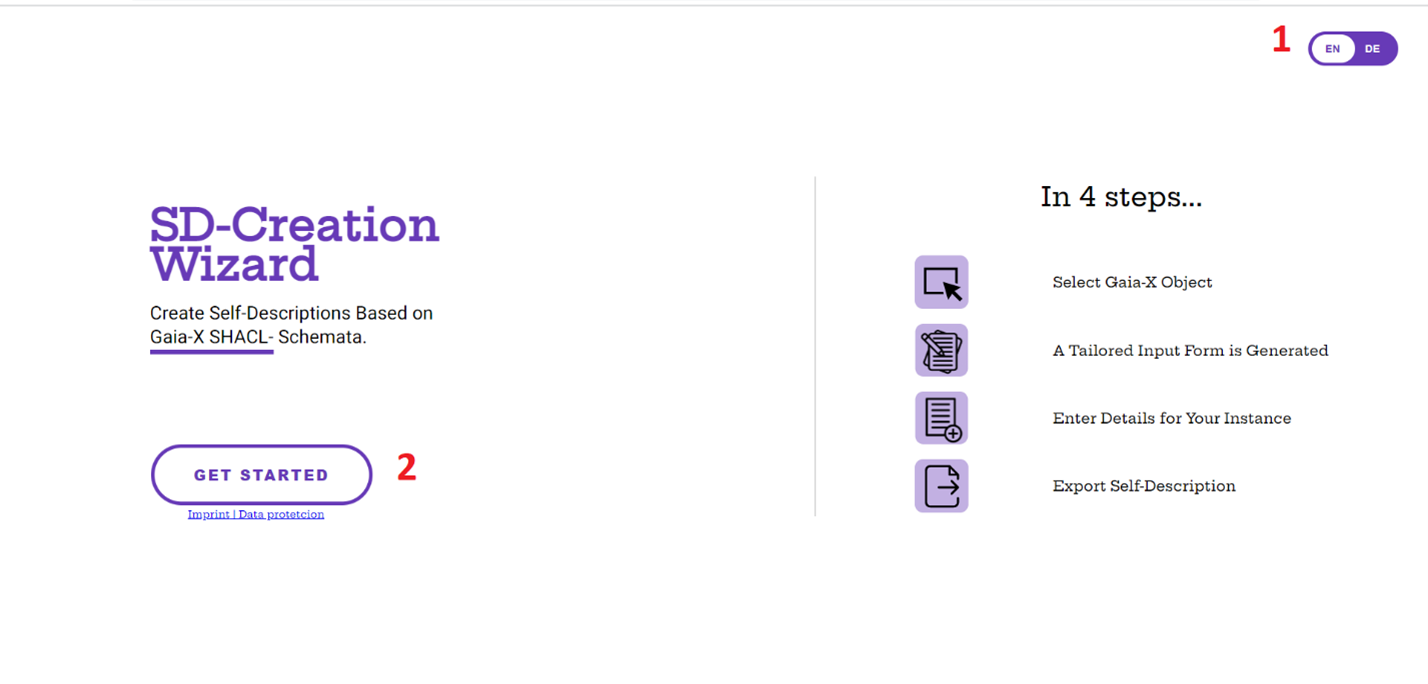 1
EN DE
SD-Creation
Wizard
Create Self-Descriptions Based on
Gaia-X SHACL- Schemata.
GET STARTED
2
Imprint | Data protetcion
In 4 steps...
Select Gaia-X Object
A Tailored Input Form is Generated
Enter Details for Your Instance
Export Self-Description